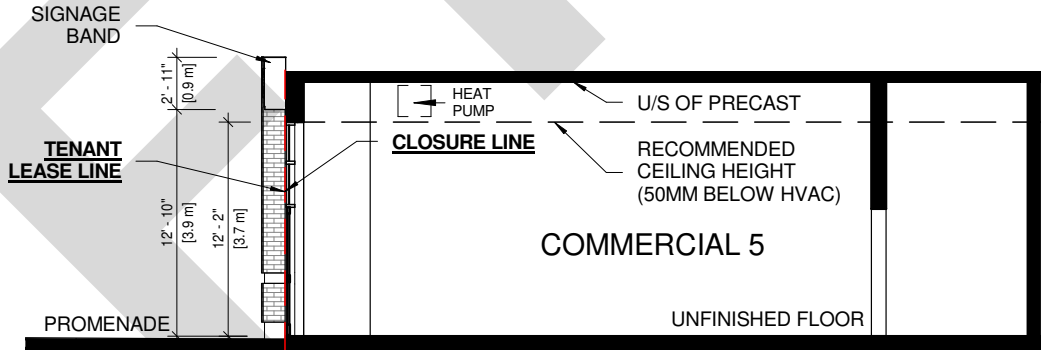 SIGNAGE
BAND
2' - 11"
[0.9 m]
HEAT
PUMP
U/S OF PRECAST
TENANT
LEASE LINE
CLOSURE LINE
RECOMMENDED
CEILING HEIGHT
(50MM BELOW HVAC)
12' - 10"
[3.9 m]
12' - 2"
[3.7 m]
COMMERCIAL 5
PROMENADE
UNFINISHED FLOOR